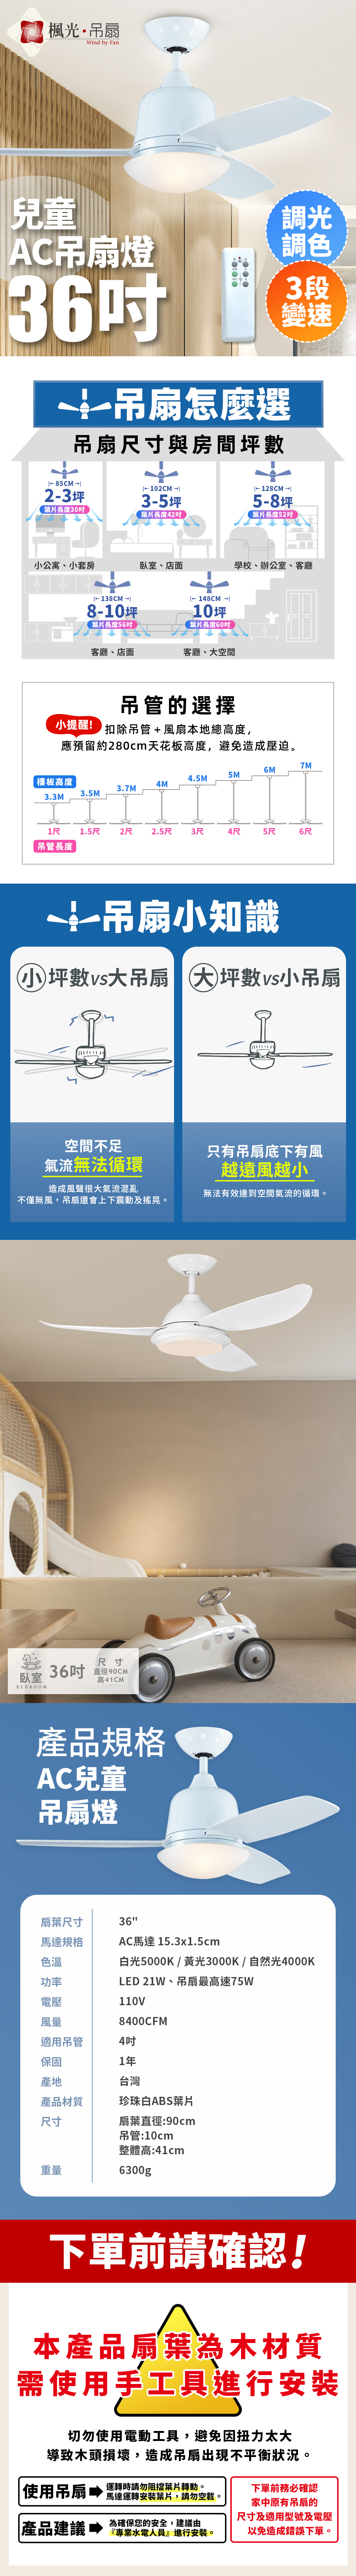 楓光・吊扇
Wind by Fan
兒童
AC吊扇燈
36吋
調光
調色
3段
變速
吊扇怎麼選
吊扇尺寸與房間坪數
85CM
2-3坪
葉片長度30吋
小公寓、小套房
102CM
3-5坪
葉片長度42吋
臥室、店面
128CM
5-8坪
葉片長度52吋
學校、辦公室、客廳
138CM
8-10坪
葉片長度56吋
客廳、店面
148CM
10坪
葉片長度60吋
客廳、大空間
吊管的選擇
小提醒!
扣除吊管+風扇本地總高度,
應預留約280cm天花板高度,避免造成壓迫。
樓板高度
3.3M 3.5M 3.7M 4M 4.5M 5M 6M 7M
1尺 1.5尺 2尺 2.5尺 3尺 4尺 5尺 6尺
吊管長度
吊扇小知識
小坪數vs大吊扇
空間不足
氣流無法循環
造成風聲很大氣流混亂
不僅無風,吊扇還會上下震動及搖晃。
大坪數vs小吊扇
只有吊扇底下有風
越遠風越小
無法有效達到空間氣流的循環。
臥室
BEDROOM
36吋
尺 寸
直徑90CM
高41CM
產品規格
AC兒童
吊扇燈
扇葉尺寸 36"
馬達規格 AC馬達 15.3x1.5cm
色溫 白光5000K / 黃光3000K / 自然光4000K
功率 LED 21W、吊扇最高速75W
電壓 110V
風量 8400CFM
適用吊管 4吋
保固 1年
產地 台灣
產品材質 珍珠白ABS葉片
尺寸 扇葉直徑:90cm
吊管:10cm
整體高:41cm
重量 6300g
下單前請確認!
本產品扇葉為木材質
需使用手工具進行安裝
切勿使用電動工具,避免因扭力太大
導致木頭損壞,造成吊扇出現不平衡狀況。
使用吊扇
運轉時請勿阻擋葉片轉動。
馬達運轉安裝葉片,請勿空載。
產品建議
為確保您的安全,建議由
『專業水電人員』進行安裝。
下單前務必確認
家中原有吊扇的
尺寸及適用型號及電壓
以免造成錯誤下單。